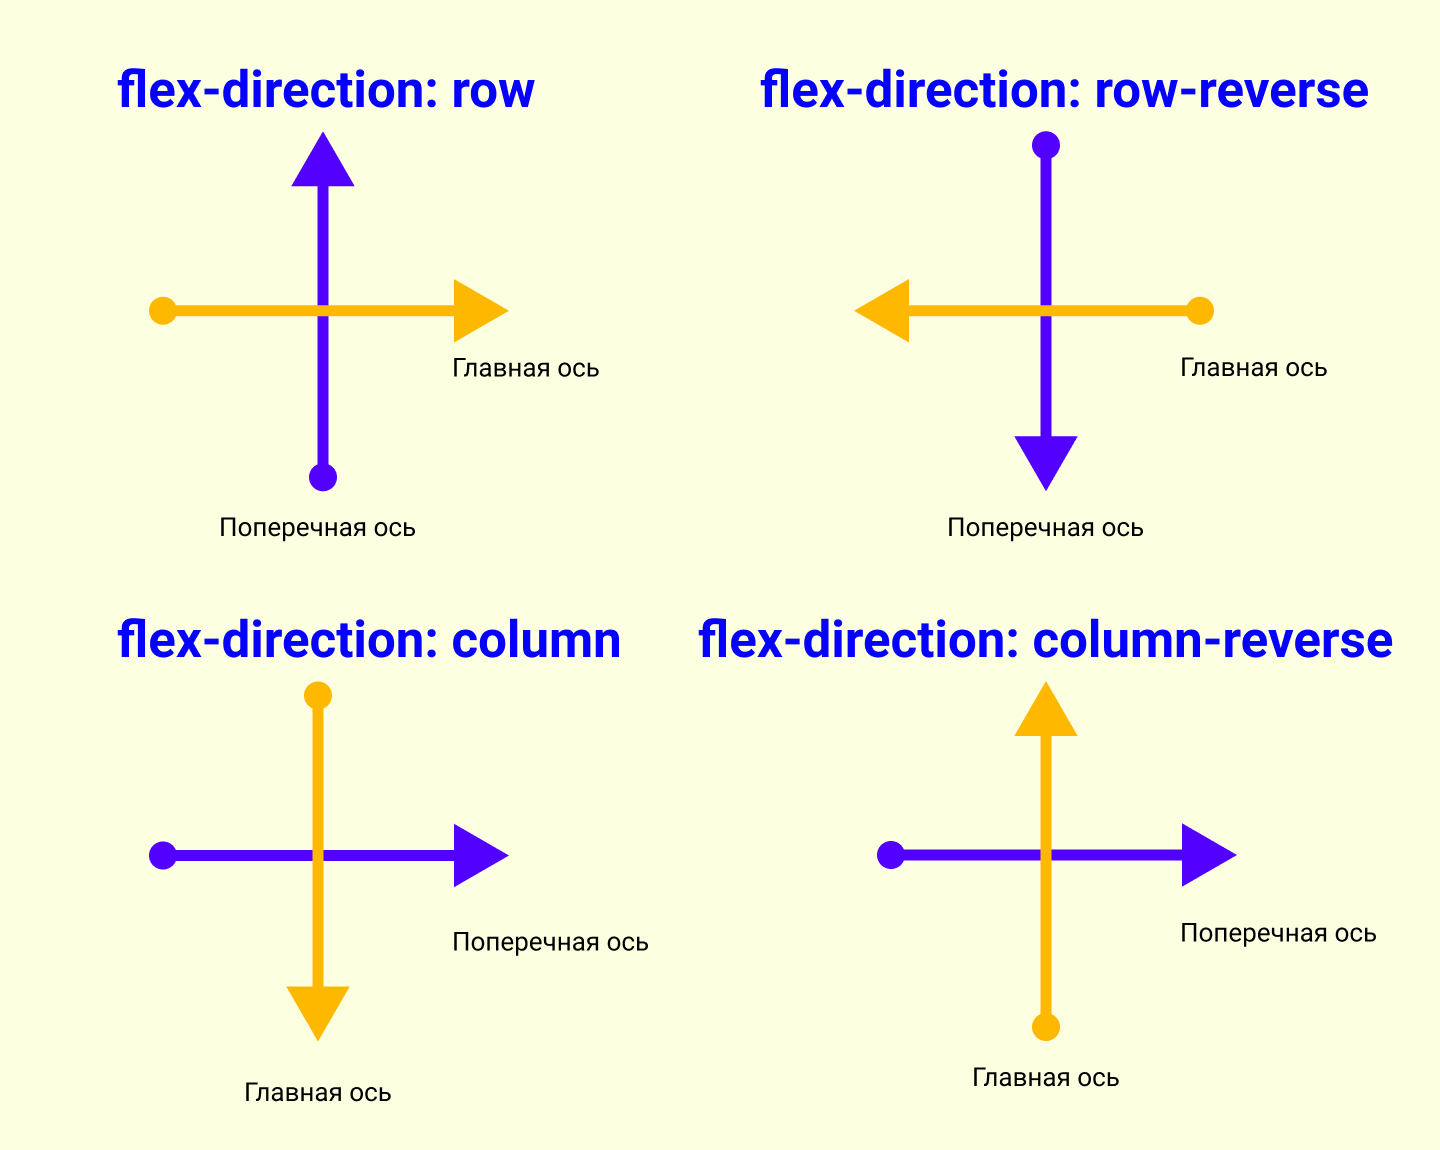 flex-direction: row
flex-direction: row-reverse
Главная ось
Главная ось
Поперечная ось
Поперечная ось
flex-direction: column
flex-direction: column-reverse
Поперечная ось
Поперечная ось
Главная ось
Главная ось